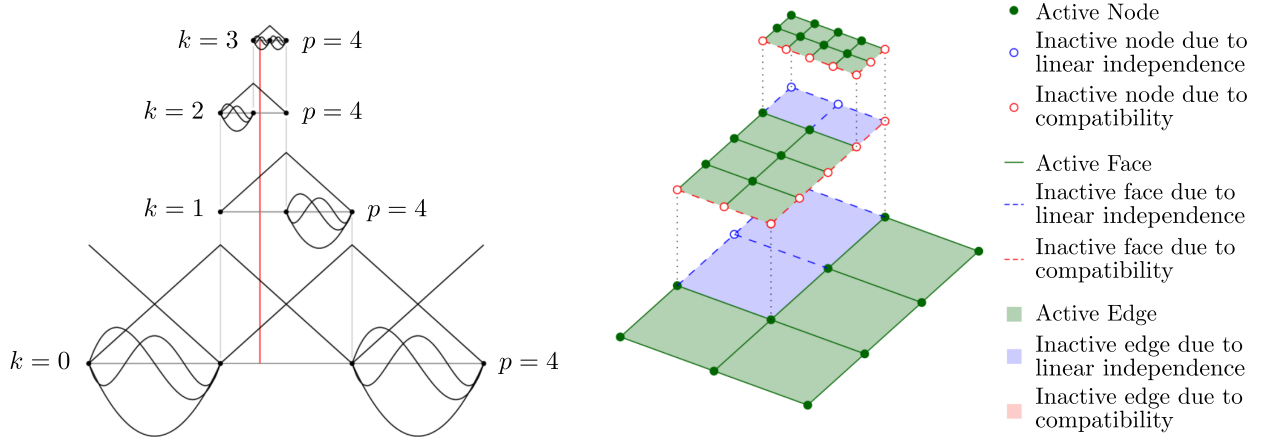 k = 3
p = 4
k = 2
p = 4
k = 1
p = 4
k = 0
p = 4
Active Node
Inactive node due to
linear independence
Inactive node due to
compatibility
Active Face
Inactive face due to
linear independence
Inactive face due to
compatibility
Active Edge
Inactive edge due to
linear independence
Inactive edge due to
compatibility